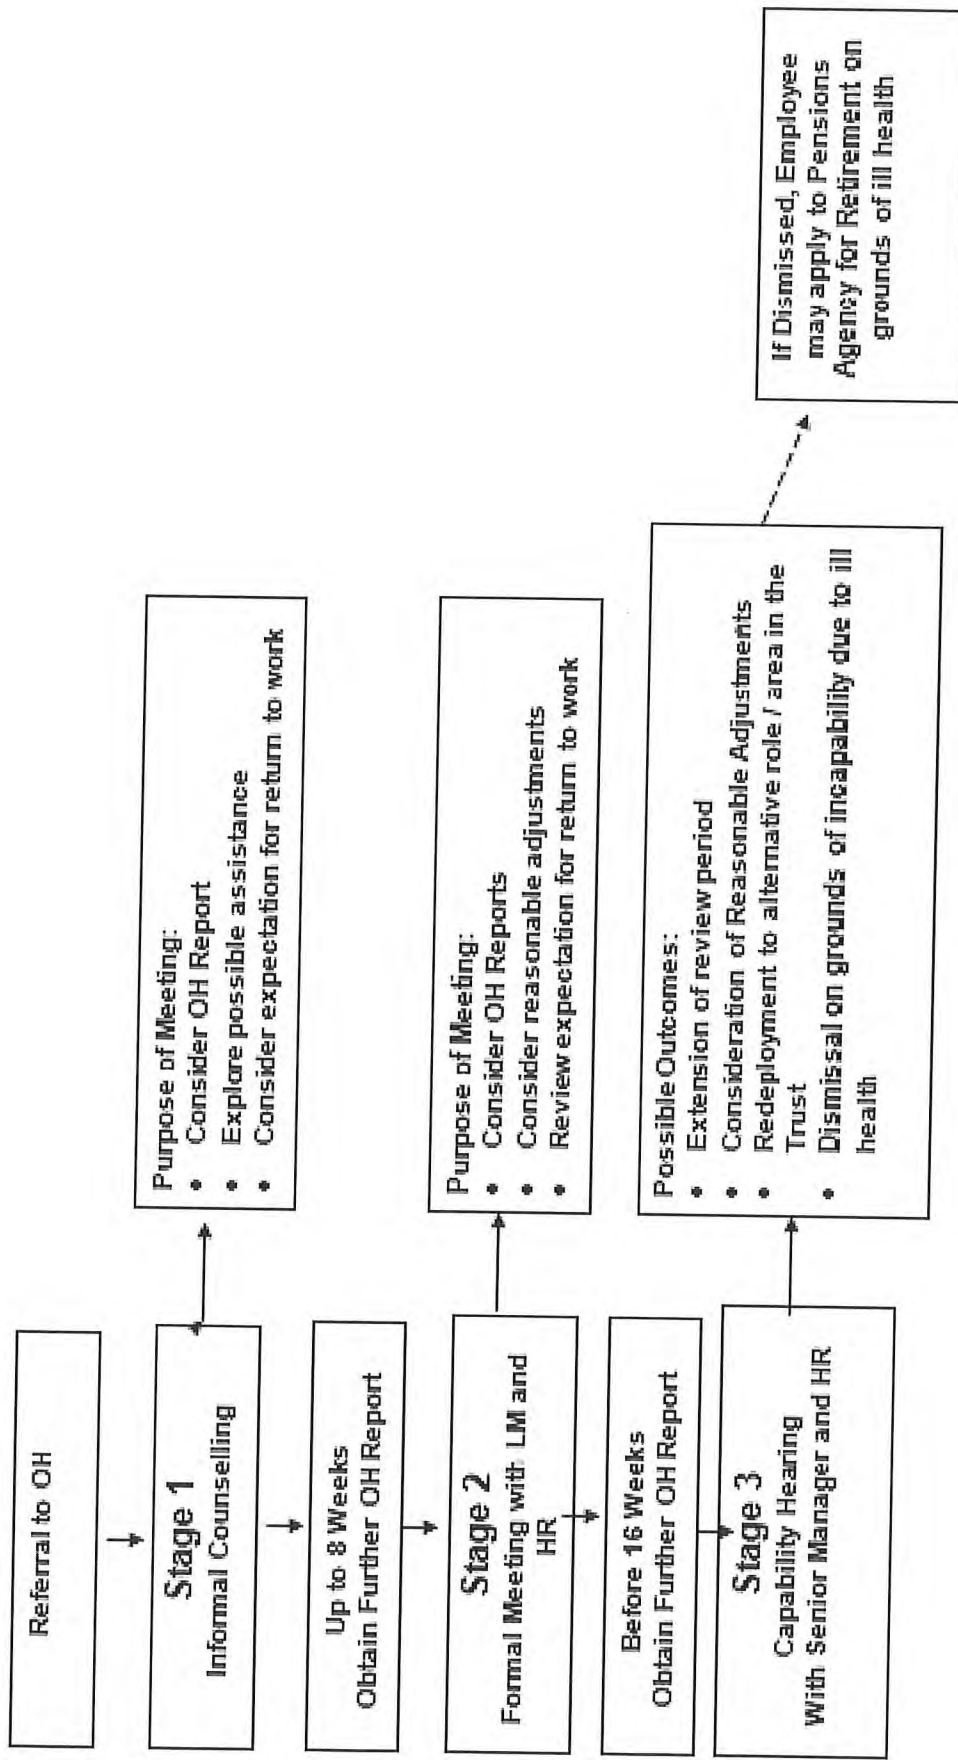 Referral to OH
Stage 1
Informal Counselling
Purpose of Meeting:
• Consider OH Report
• Explore possible assistance
• Consider expectation for return to work
Up to 8 Weeks
Obtain Further OH Report
Stage 2
Formal Meeting with LM and
HR
Purpose of Meeting:
• Consider OH Reports
• Consider reasonable adjustments
• Review expectation for return to work
Before 16 Weeks
Obtain Further OH Report
Stage 3
Capability Hearing
With Senior Manager and HR
Possible Outcomes:
• Extension of review period
• Consideration of Reasonable Adjustments
• Redeployment to alternative role / area in the
Trust
• Dismissal on grounds of incapability due to ill
health
If Dismissed, Employee
may apply to Pensions
Agency for Retirement on
grounds of ill health